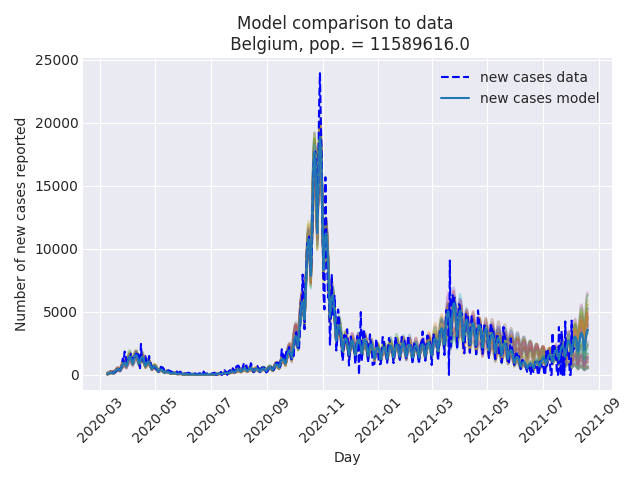 Model comparison to data
Belgium, pop. = 11589616.0
new cases data
new cases model
Number of new cases reported
25000
20000
15000
10000
5000
0
2020-03
2020-05
2020-07
2020-09
2020-11
2021-01
2021-03
2021-05
2021-07
2021-09
Day